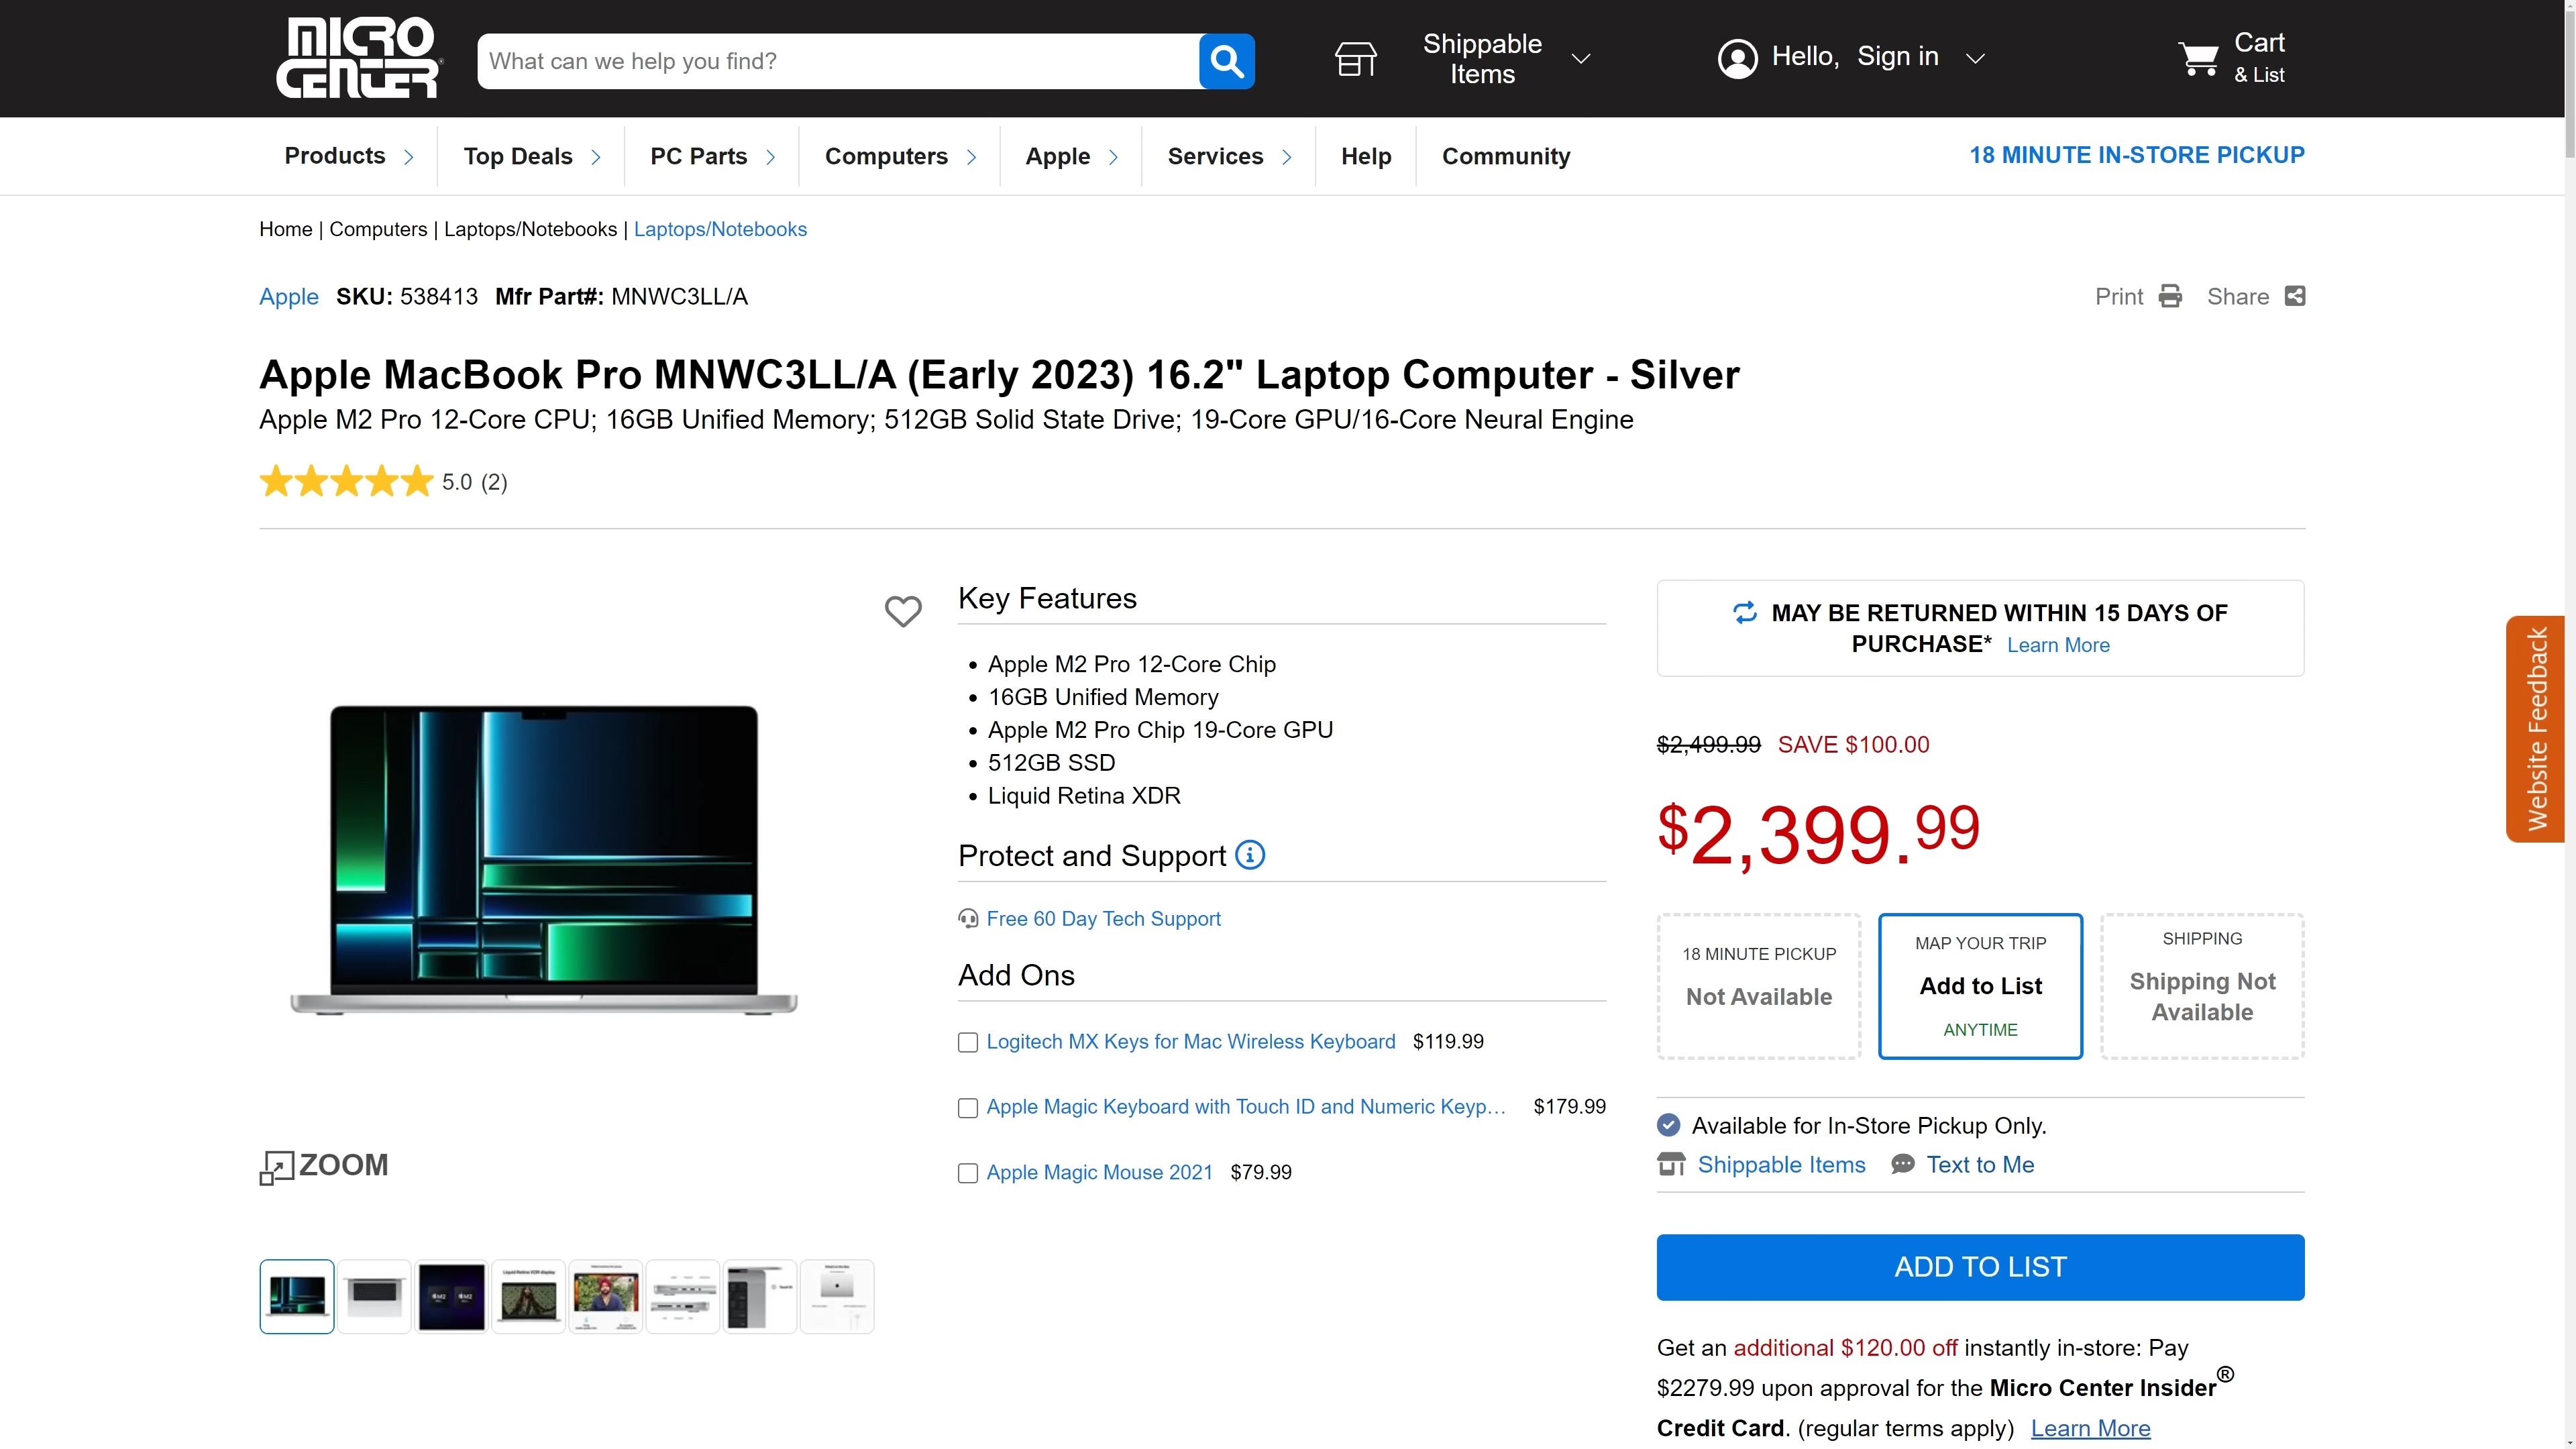 MICRO CENTER
What can we help you find?
Shippable Items
Hello, Sign in
Cart
& List
Products
Top Deals
PC Parts
Computers
Apple
Services
Help
Community
18 MINUTE IN-STORE PICKUP
Home | Computers | Laptops/Notebooks | Laptops/Notebooks
Apple SKU: 538413 Mfr Part#: MNWC3LL/A
Print
Share
Apple MacBook Pro MNWC3LL/A (Early 2023) 16.2" Laptop Computer - Silver
Apple M2 Pro 12-Core CPU; 16GB Unified Memory; 512GB Solid State Drive; 19-Core GPU/16-Core Neural Engine
5.0 (2)
ZOOM
Key Features
• Apple M2 Pro 12-Core Chip
• 16GB Unified Memory
• Apple M2 Pro Chip 19-Core GPU
• 512GB SSD
• Liquid Retina XDR
Protect and Support
Free 60 Day Tech Support
Add Ons
Logitech MX Keys for Mac Wireless Keyboard $119.99
Apple Magic Keyboard with Touch ID and Numeric Keyp... $179.99
Apple Magic Mouse 2021 $79.99
MAY BE RETURNED WITHIN 15 DAYS OF
PURCHASE* Learn More
$2,499.99 SAVE $100.00
$2,399.99
18 MINUTE PICKUP
Not Available
MAP YOUR TRIP
Add to List
ANYTIME
SHIPPING
Shipping Not
Available
Available for In-Store Pickup Only.
Shippable Items
Text to Me
ADD TO LIST
Get an additional $120.00 off instantly in-store: Pay
$2279.99 upon approval for the Micro Center Insider®
Credit Card. (regular terms apply) Learn More
Website Feedback